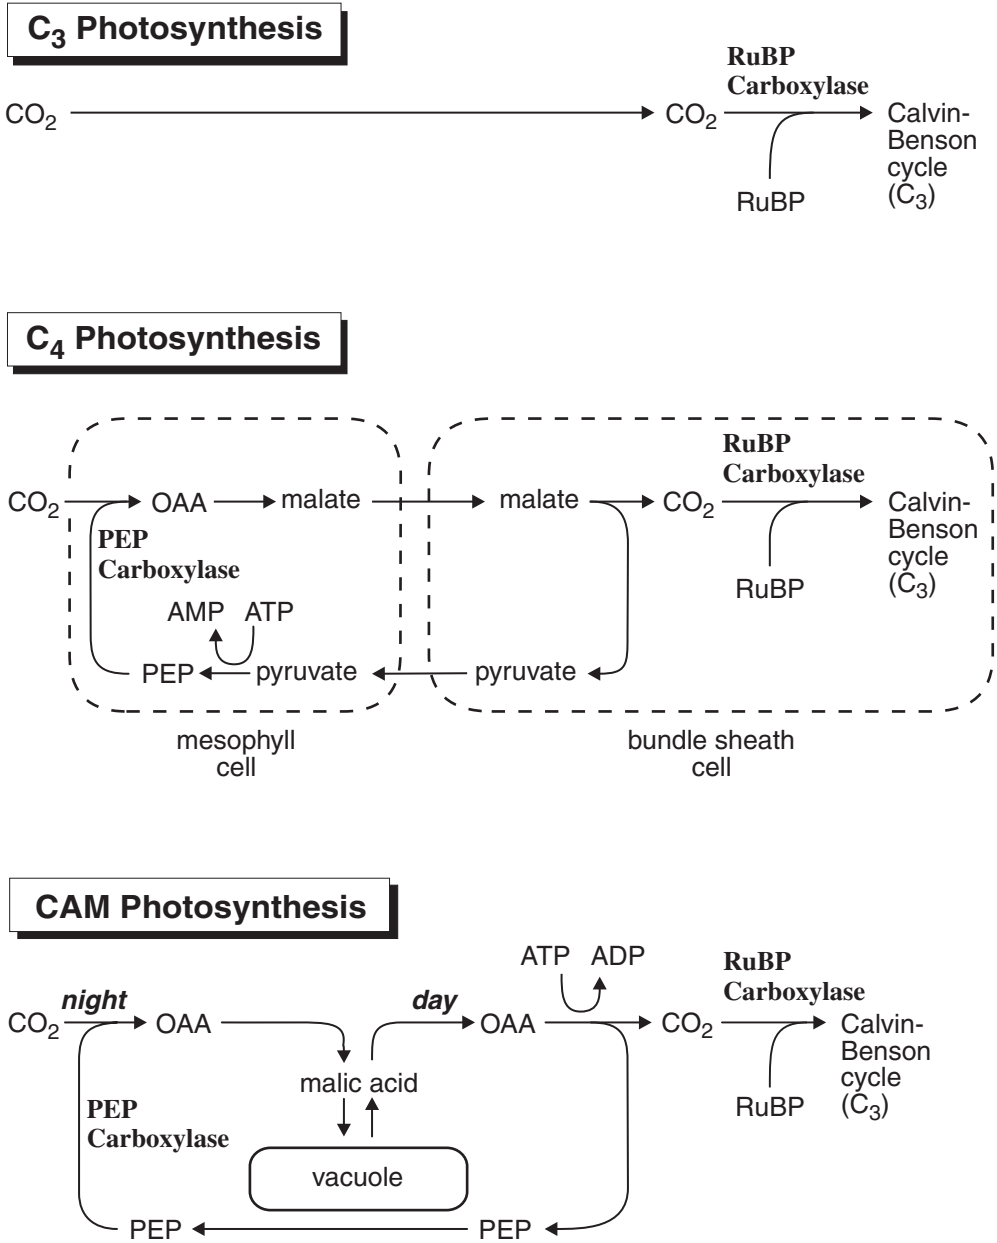 C₃ Photosynthesis
RuBP
Carboxylase
CO₂
CO₂
Calvin-
Benson
cycle
(C₃)
RuBP
C₄ Photosynthesis
RuBP
Carboxylase
CO₂
OAA
malate
malate
CO₂
Calvin-
Benson
cycle
(C₃)
PEP
Carboxylase
RuBP
AMP
ATP
PEP
pyruvate
pyruvate
mesophyll
cell
bundle sheath
cell
CAM Photosynthesis
ATP
ADP
RuBP
Carboxylase
night
day
CO₂
OAA
OAA
CO₂
Calvin-
Benson
cycle
(C₃)
malic acid
RuBP
PEP
Carboxylase
vacuole
PEP
PEP